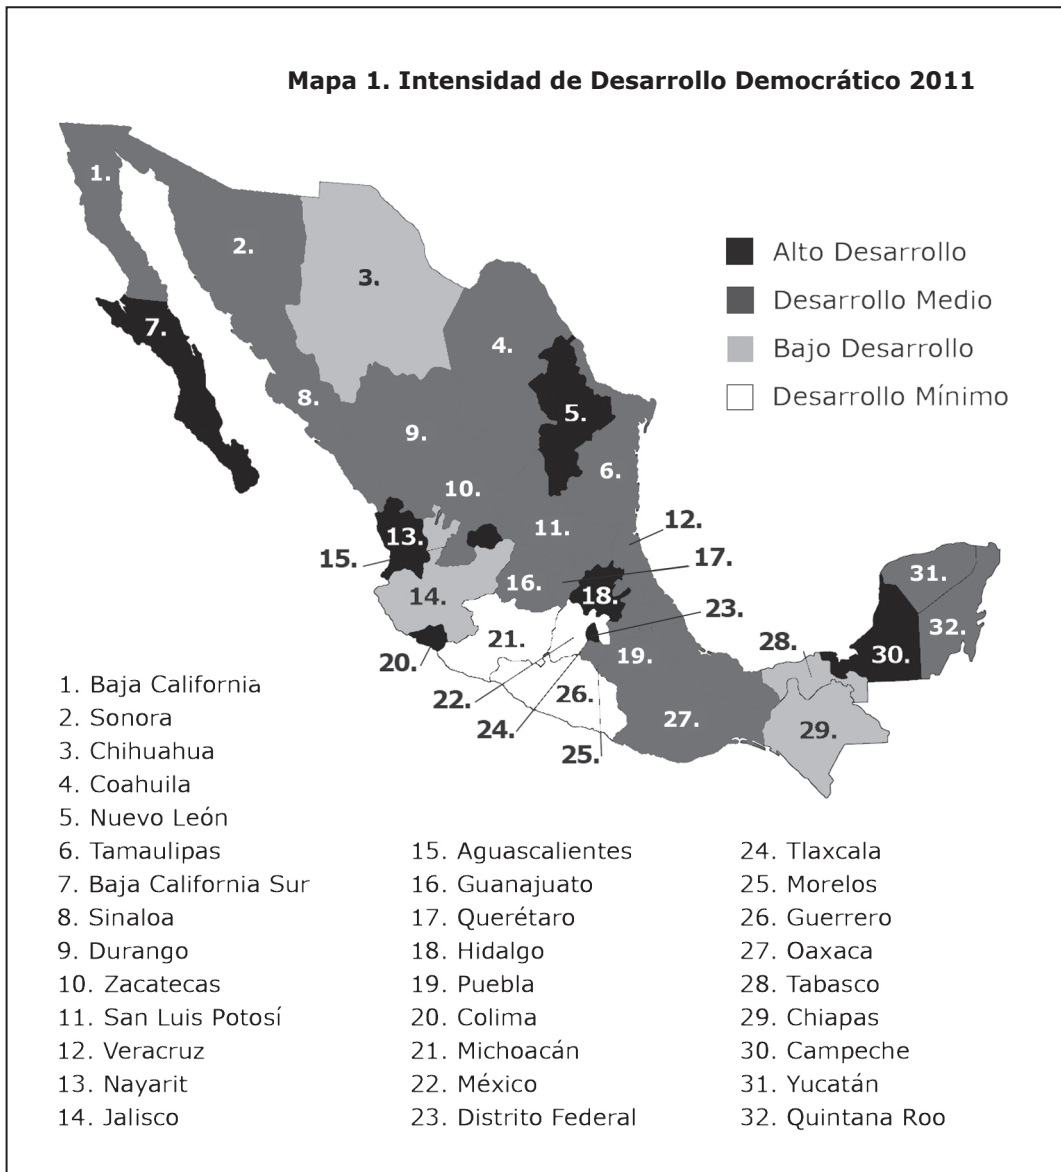 Mapa 1. Intensidad de Desarrollo Democrático 2011
1.
2.
3.
4.
5.
6.
7.
8.
9.
10.
11.
12.
13.
14.
15.
16.
17.
18.
19.
20.
21.
22.
23.
24.
25.
26.
27.
28.
29.
30.
31.
32.
Alto Desarrollo
Desarrollo Medio
Bajo Desarrollo
Desarrollo Mínimo
1. Baja California
2. Sonora
3. Chihuahua
4. Coahuila
5. Nuevo León
6. Tamaulipas
7. Baja California Sur
8. Sinaloa
9. Durango
10. Zacatecas
11. San Luis Potosí
12. Veracruz
13. Nayarit
14. Jalisco
15. Aguascalientes
16. Guanajuato
17. Querétaro
18. Hidalgo
19. Puebla
20. Colima
21. Michoacán
22. México
23. Distrito Federal
24. Tlaxcala
25. Morelos
26. Guerrero
27. Oaxaca
28. Tabasco
29. Chiapas
30. Campeche
31. Yucatán
32. Quintana Roo